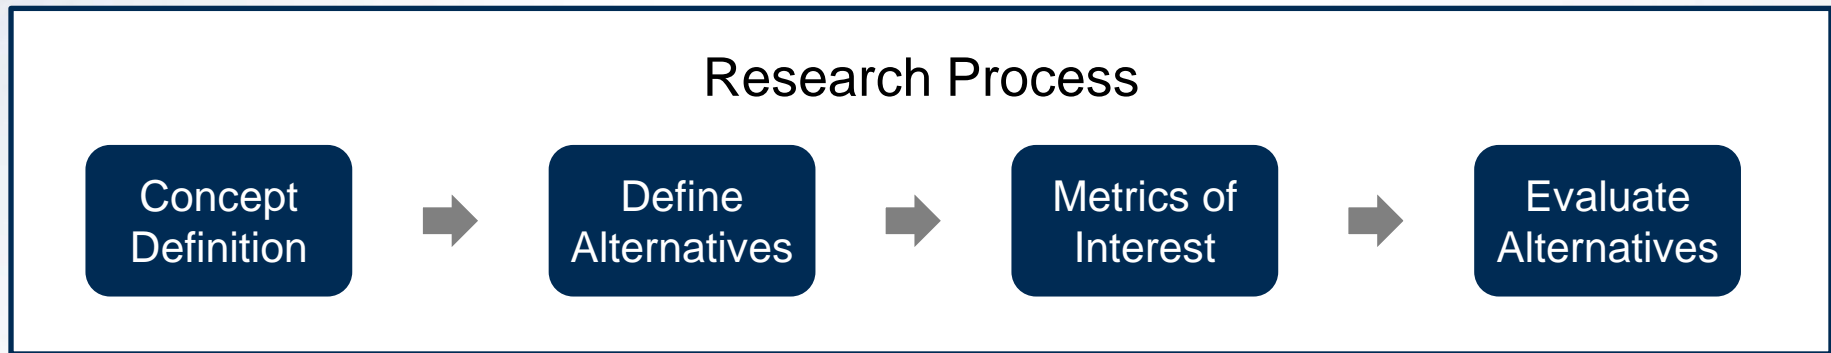 Research Process
Concept
Definition
Define
Alternatives
Metrics of
Interest
Evaluate
Alternatives